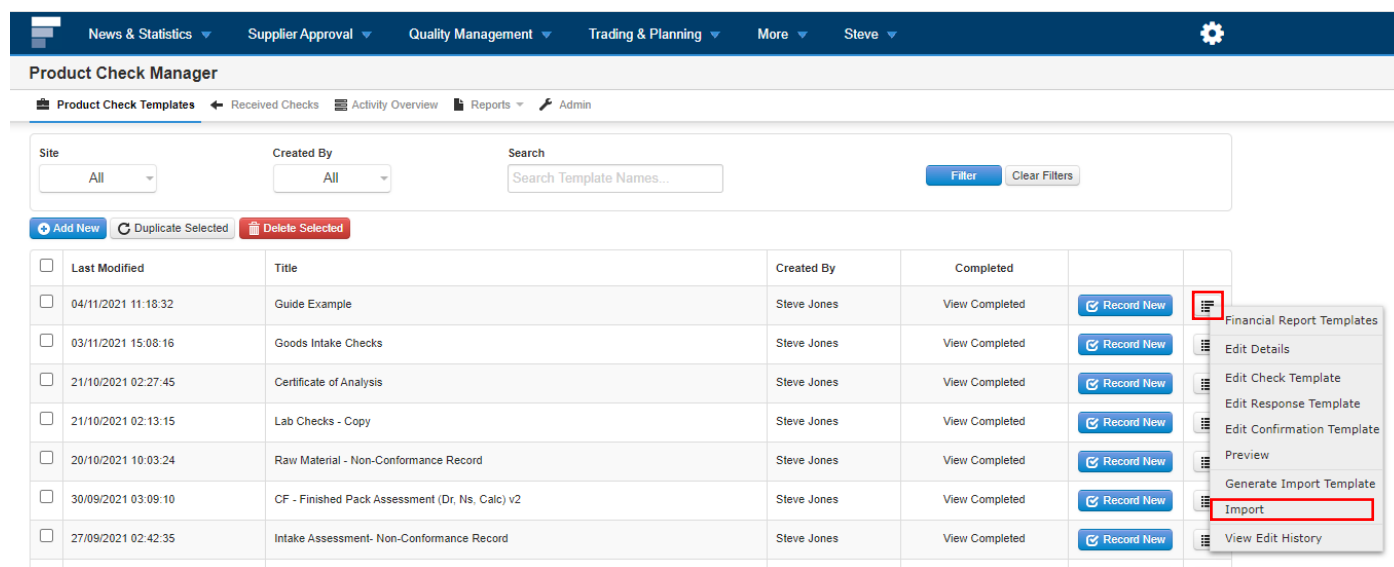 News & Statistics Supplier Approval Quality Management Trading & Planning More Steve
Product Check Manager
Product Check Templates Received Checks Activity Overview Reports Admin
Site Created By Search
All All Search Template Names... Filter Clear Filters
Add New Duplicate Selected Delete Selected
Last Modified Title Created By Completed
04/11/2021 11:18:32 Guide Example Steve Jones View Completed Record New
03/11/2021 15:08:16 Goods Intake Checks Steve Jones View Completed Record New
21/10/2021 02:27:45 Certificate of Analysis Steve Jones View Completed Record New
21/10/2021 02:13:15 Lab Checks - Copy Steve Jones View Completed Record New
20/10/2021 10:03:24 Raw Material - Non-Conformance Record Steve Jones View Completed Record New
30/09/2021 03:09:10 CF - Finished Pack Assessment (Dr, Ns, Calc) v2 Steve Jones View Completed Record New
27/09/2021 02:42:35 Intake Assessment- Non-Conformance Record Steve Jones View Completed Record New
Financial Report Templates
Edit Details
Edit Check Template
Edit Response Template
Edit Confirmation Template
Preview
Generate Import Template
Import
View Edit History